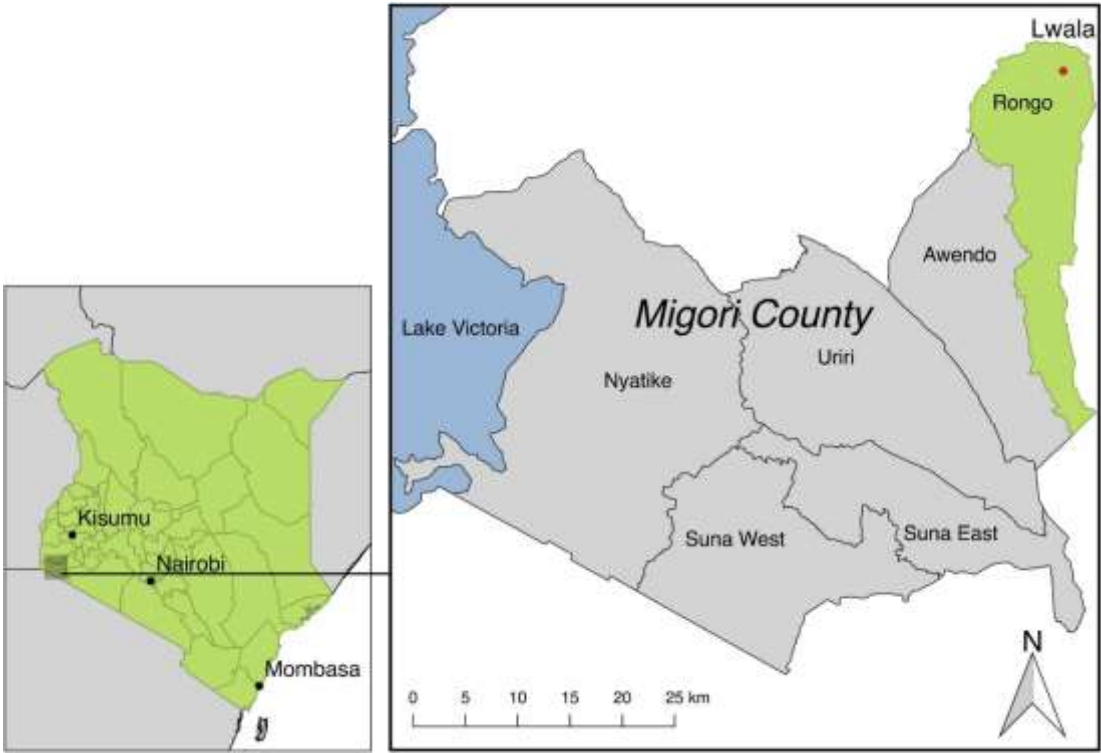 Lwala
Rongo
Awendo
Migori County
Lake Victoria
Uriri
Nyatike
Kisumu
Suna West
Suna East
Nairobi
N
Mombasa
0 5 10 15 20 25 km